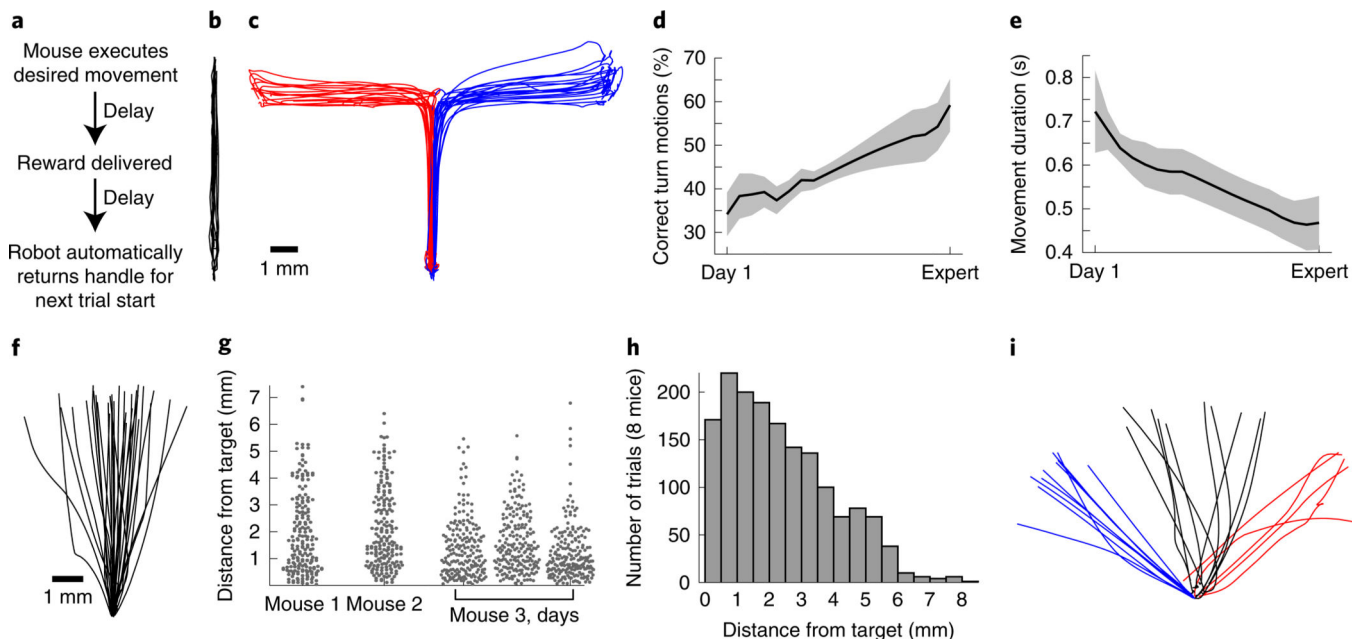 a
Mouse executes
desired movement
Delay
Reward delivered
Delay
Robot automatically
returns handle for
next trial start
b
c
1 mm
d
Correct turn motions (%)
70
60
50
40
30
Day 1
Expert
e
Movement duration (s)
0.8
0.7
0.6
0.5
0.4
Day 1
Expert
f
1 mm
g
Distance from target (mm)
7
6
5
4
3
2
1
Mouse 1 Mouse 2
Mouse 3, days
h
Number of trials (8 mice)
200
150
100
50
0
0 1 2 3 4 5 6 7 8
Distance from target (mm)
i